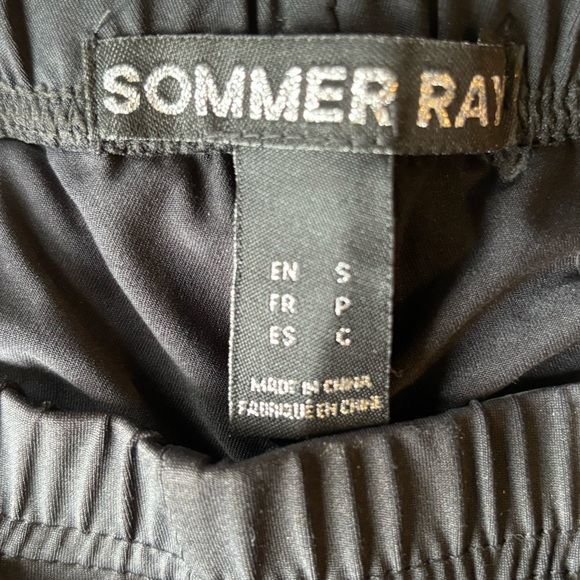 SOMMER RAY
EN S
FR P
ES C
MADE IN CHINA
FABRIQUÉ EN CHINE